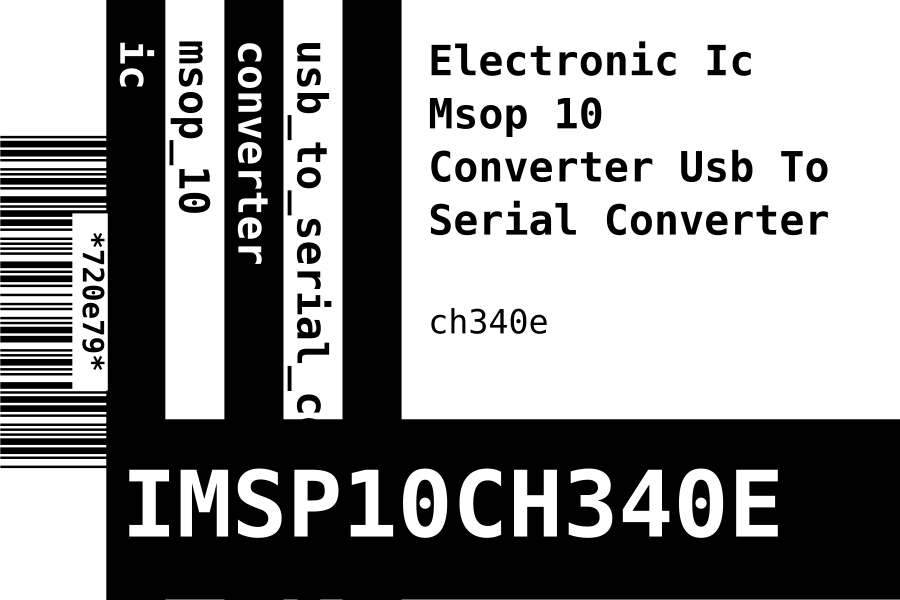 *720e79*
ic
msop_10
converter
usb_to_serial_c
Electronic Ic
Msop 10
Converter Usb To
Serial Converter
ch340e
IMSP10CH340E